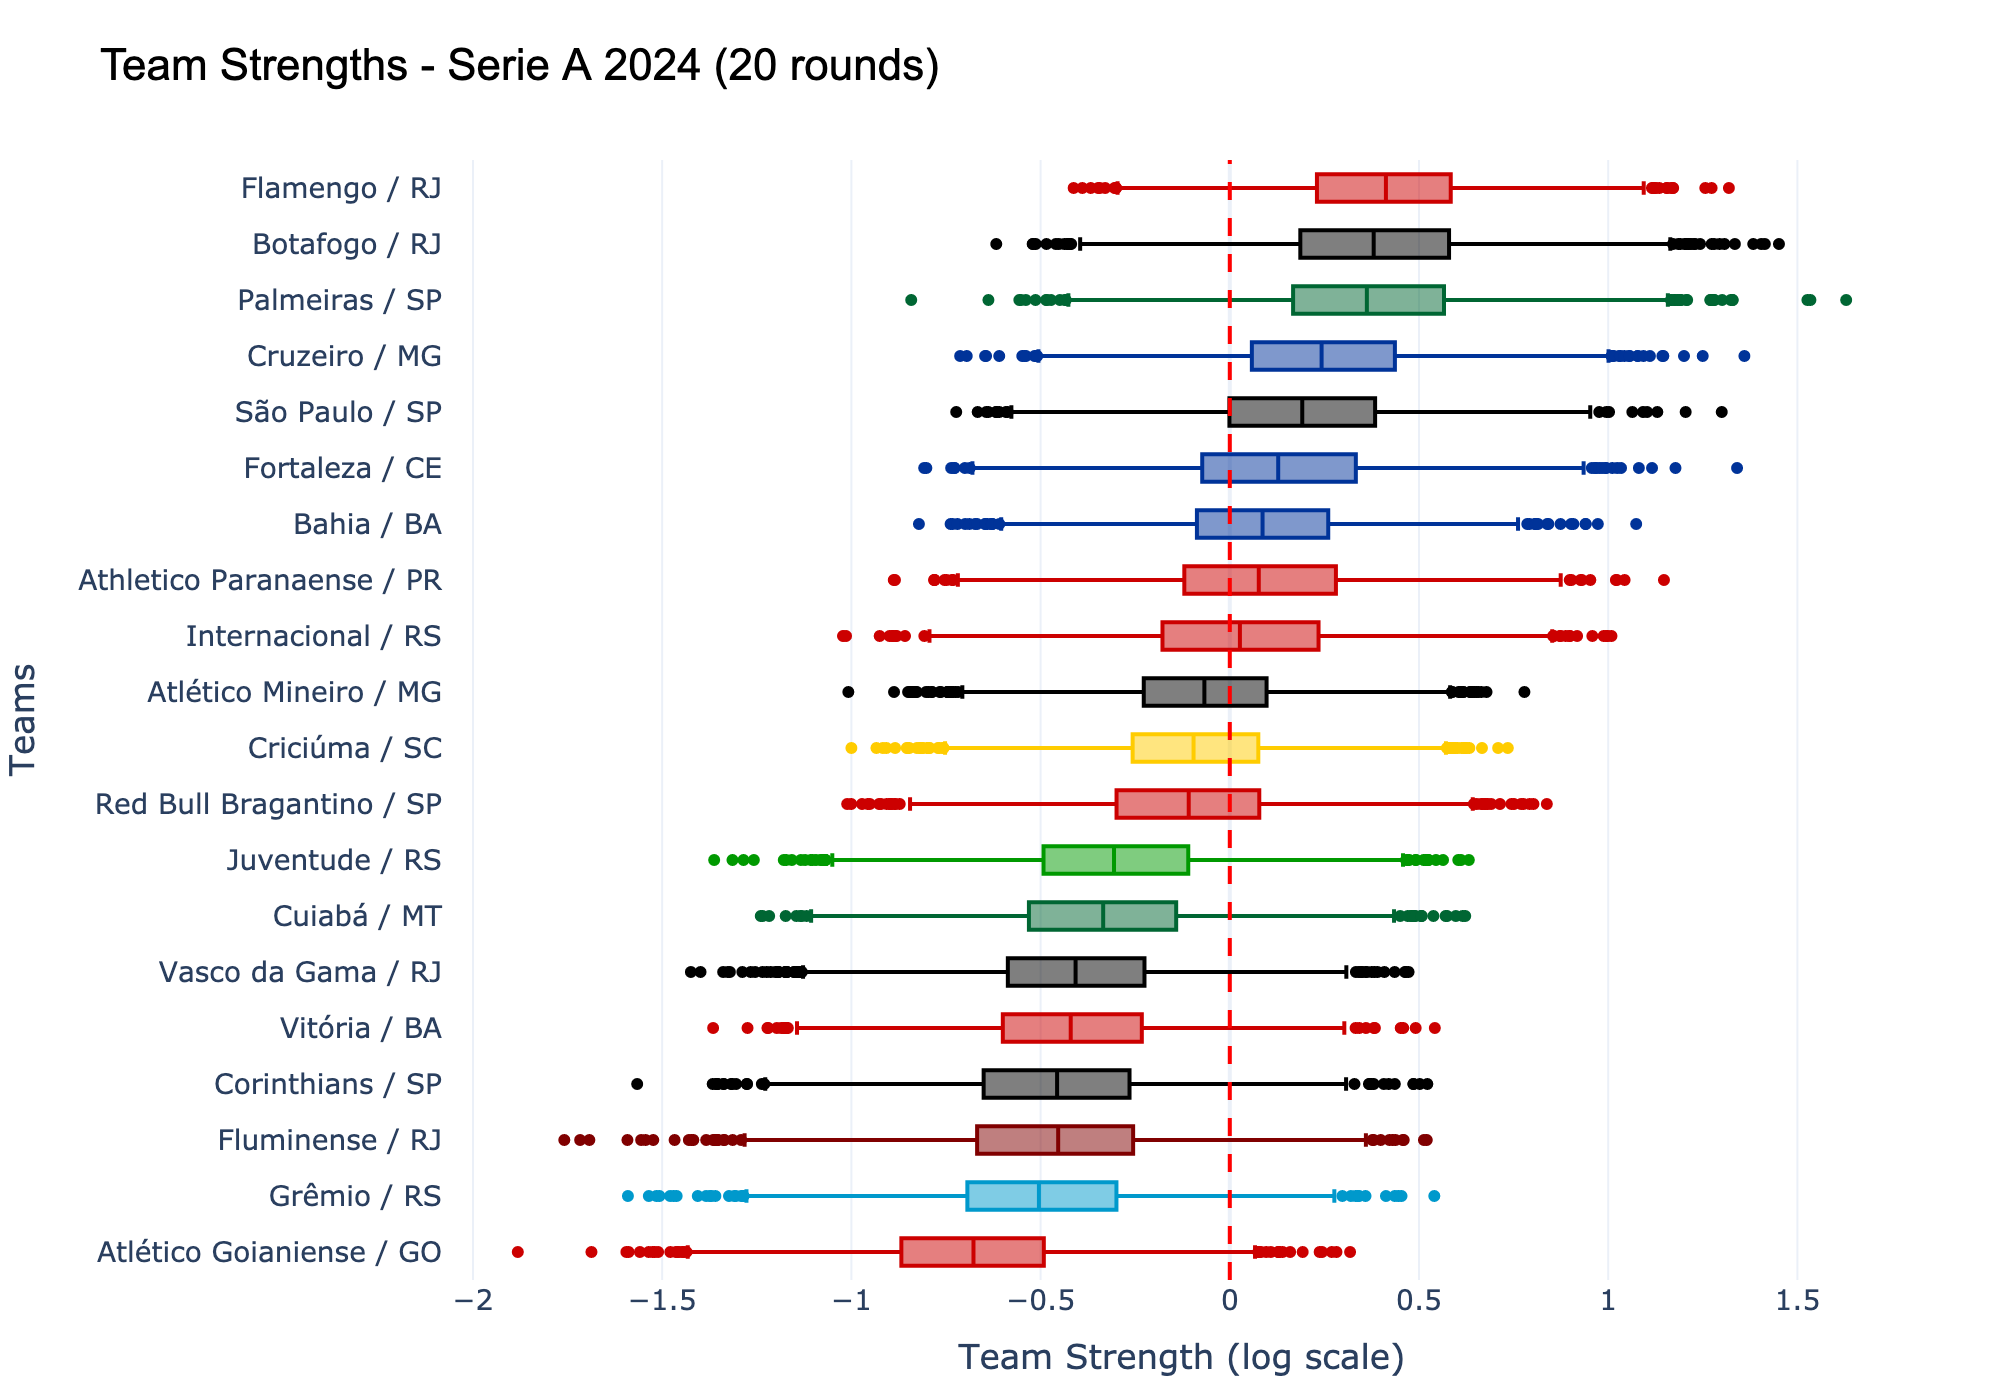 Team Strengths - Serie A 2024 (20 rounds)
Flamengo / RJ
Botafogo / RJ
Palmeiras / SP
Cruzeiro / MG
São Paulo / SP
Fortaleza / CE
Bahia / BA
Athletico Paranaense / PR
Internacional / RS
Atlético Mineiro / MG
Criciúma / SC
Red Bull Bragantino / SP
Juventude / RS
Cuiabá / MT
Vasco da Gama / RJ
Vitória / BA
Corinthians / SP
Fluminense / RJ
Grêmio / RS
Atlético Goianiense / GO
Teams
−2 −1.5 −1 −0.5 0 0.5 1 1.5
Team Strength (log scale)